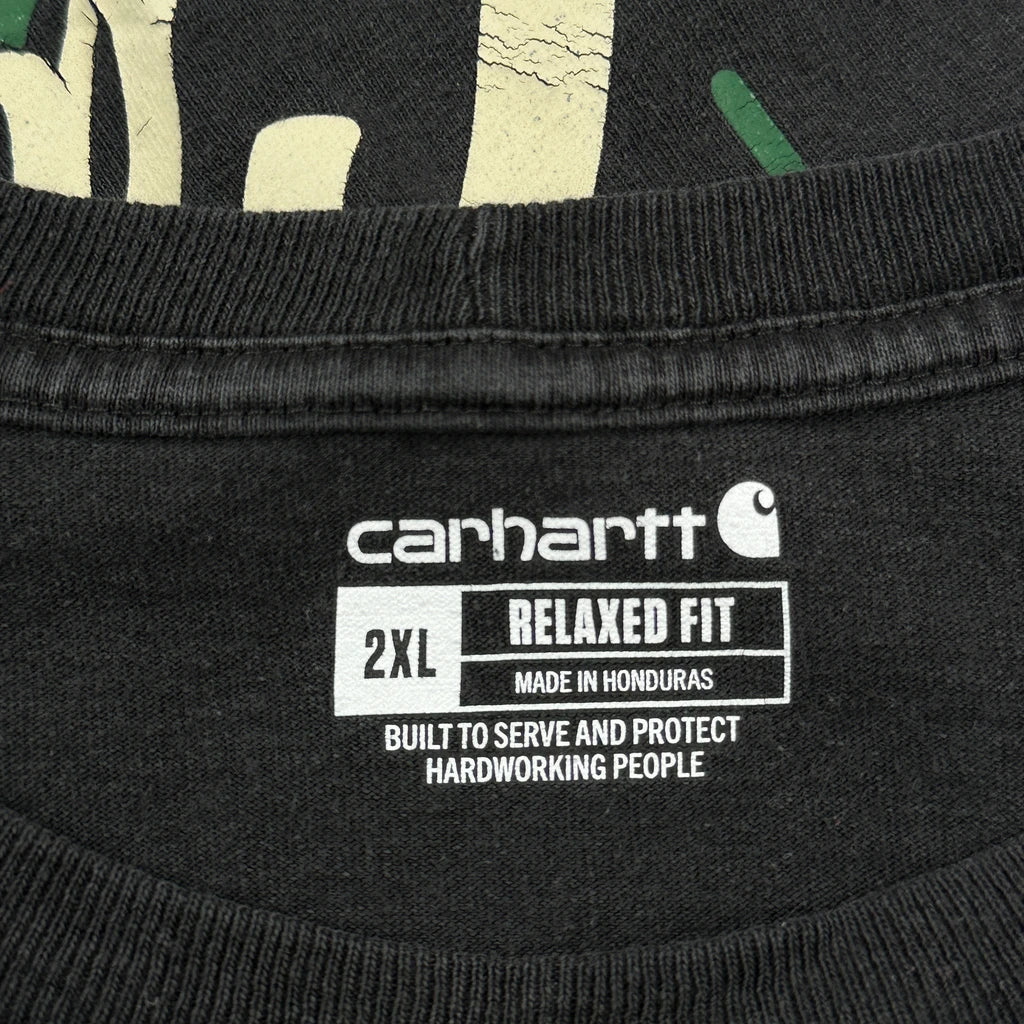 carhartt
2XL
RELAXED FIT
MADE IN HONDURAS
BUILT TO SERVE AND PROTECT
HARDWORKING PEOPLE